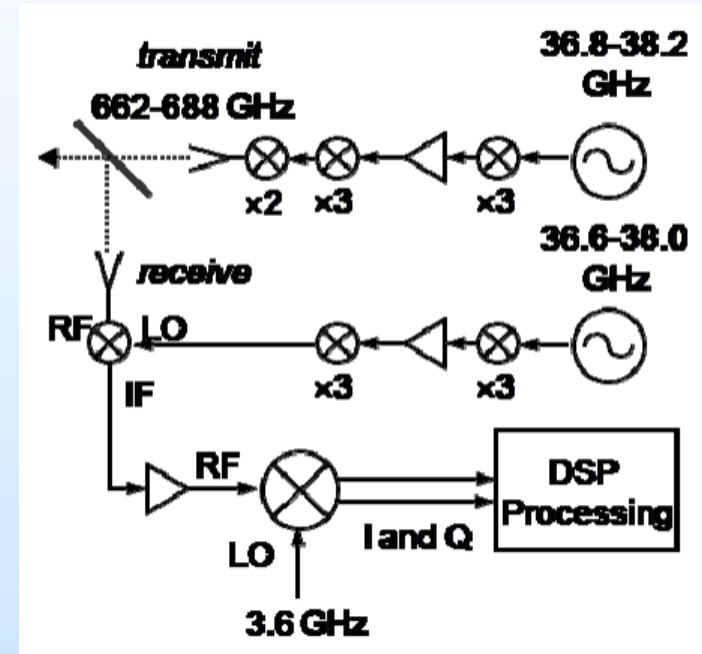 transmit
662-688 GHz
36.8-38.2
GHz
x2
x3
x3
36.6-38.0
GHz
receive
RF
LO
x3
x3
IF
RF
DSP
Processing
LO
I and Q
3.6 GHz